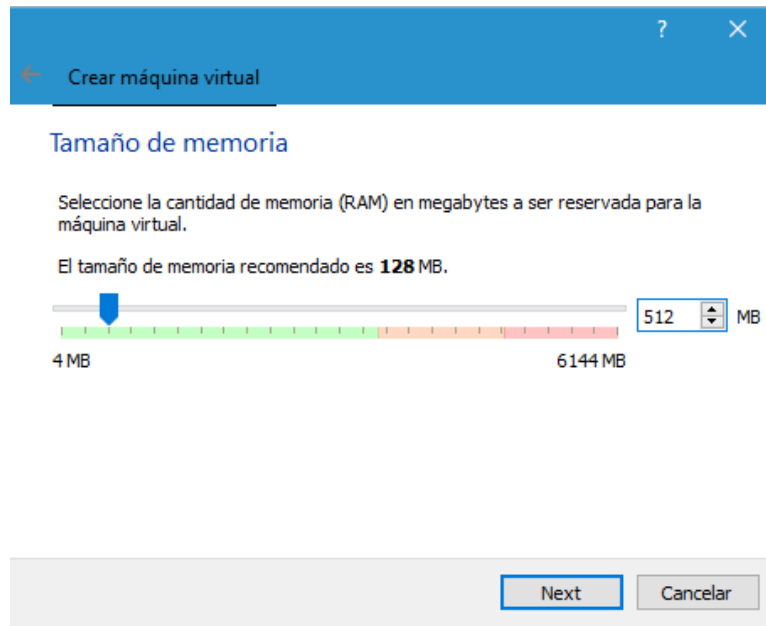 ?
Crear máquina virtual
Tamaño de memoria
Seleccione la cantidad de memoria (RAM) en megabytes a ser reservada para la
máquina virtual.
El tamaño de memoria recomendado es 128 MB.
512 MB
4 MB 6144 MB
Next Cancelar